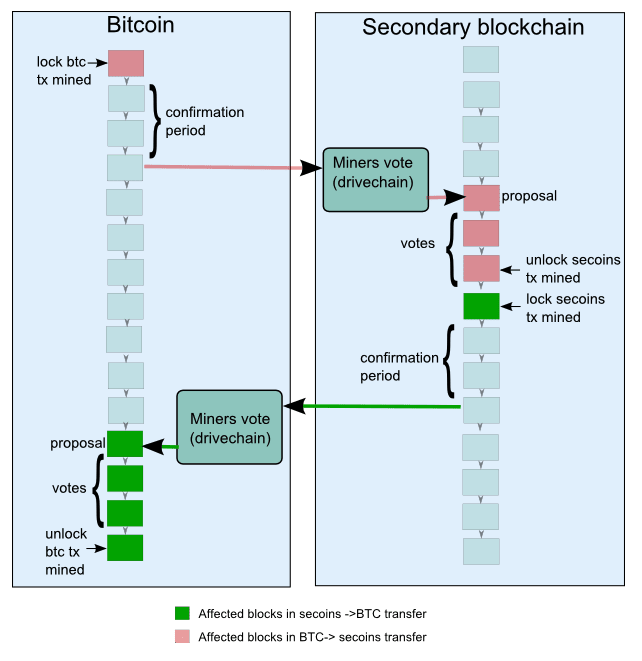 Bitcoin
lock btc
tx mined
confirmation
period
proposal
votes
unlock
btc tx
mined
Miners vote
(drivechain)
Miners vote
(drivechain)
Secondary blockchain
proposal
votes
unlock secoins
tx mined
lock secoins
tx mined
confirmation
period
Affected blocks in secoins ->BTC transfer
Affected blocks in BTC-> secoins transfer